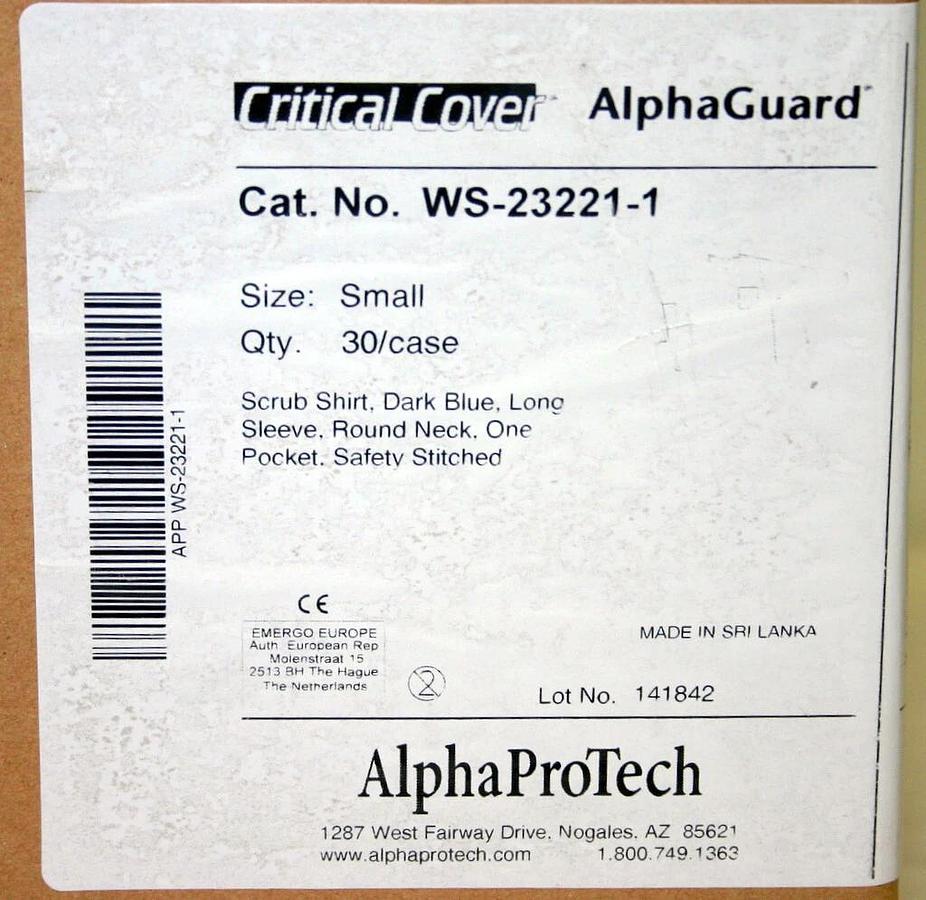 Critical Cover™ AlphaGuard™
Cat. No. WS-23221-1
Size: Small
Qty. 30/case
Scrub Shirt, Dark Blue, Long
Sleeve, Round Neck, One
Pocket, Safety Stitched
APP WS-23221-1
CE
EMERGO EUROPE
Auth. European Rep
Molenstraat 15
2513 BH The Hague
The Netherlands
2
MADE IN SRI LANKA
Lot No. 141842
AlphaProTech
1287 West Fairway Drive, Nogales, AZ 85621
www.alphaprotech.com 1.800.749.1363